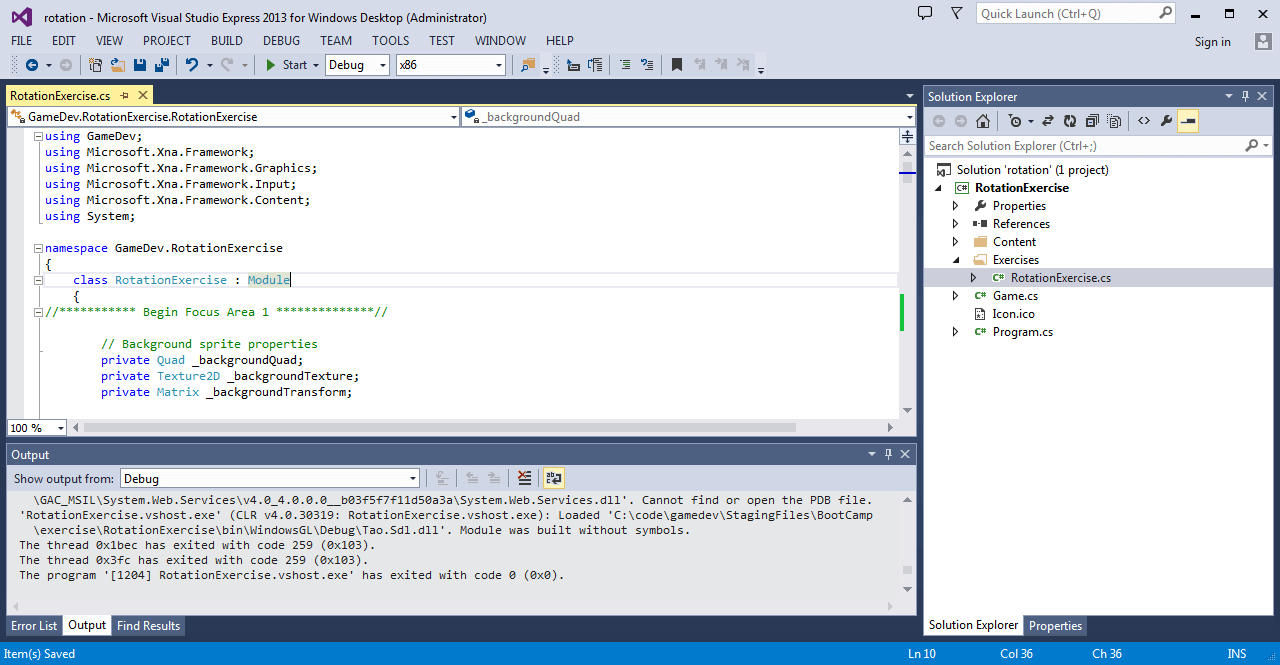 rotation - Microsoft Visual Studio Express 2013 for Windows Desktop (Administrator)
Quick Launch (Ctrl+Q)
FILE EDIT VIEW PROJECT BUILD DEBUG TEAM TOOLS TEST WINDOW HELP
Sign in
Start Debug x86
RotationExercise.cs
GameDev.RotationExercise.RotationExercise
_backgroundQuad
using GameDev;
using Microsoft.Xna.Framework;
using Microsoft.Xna.Framework.Graphics;
using Microsoft.Xna.Framework.Input;
using Microsoft.Xna.Framework.Content;
using System;
namespace GameDev.RotationExercise
{
class RotationExercise : Module
{
//*********** Begin Focus Area 1 **************//
// Background sprite properties
private Quad _backgroundQuad;
private Texture2D _backgroundTexture;
private Matrix _backgroundTransform;
100 %
Output
Show output from: Debug
\GAC_MSIL\System.Web.Services\v4.0_4.0.0.0__b03f5f7f11d50a3a\System.Web.Services.dll'. Cannot find or open the PDB file.
'RotationExercise.vshost.exe' (CLR v4.0.30319: RotationExercise.vshost.exe): Loaded 'C:\code\gamedev\StagingFiles\BootCamp
\exercise\RotationExercise\bin\WindowsGL\Debug\Tao.Sdl.dll'. Module was built without symbols.
The thread 0x1bec has exited with code 259 (0x103).
The thread 0x3fc has exited with code 259 (0x103).
The program '[1204] RotationExercise.vshost.exe' has exited with code 0 (0x0).
Error List Output Find Results
Solution Explorer
Search Solution Explorer (Ctrl+;)
Solution 'rotation' (1 project)
C# RotationExercise
Properties
References
Content
Exercises
C# RotationExercise.cs
C# Game.cs
Icon.ico
C# Program.cs
Solution Explorer Properties
Item(s) Saved
Ln 10 Col 36 Ch 36 INS